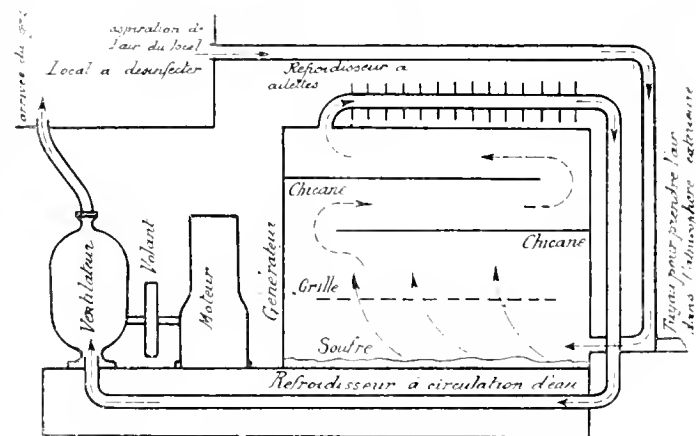 arrivée du gaz
aspiration de
l'air du local
Local a desinfecter
Refroidisseur a
ailettes
Tuyau pour prendre l'air
dans l'atmosphère extérieure
Chicane
Chicane
Générateur
Ventilateur
Volant
Moteur
Grille
Soufre
Refroidisseur à circulation d'eau